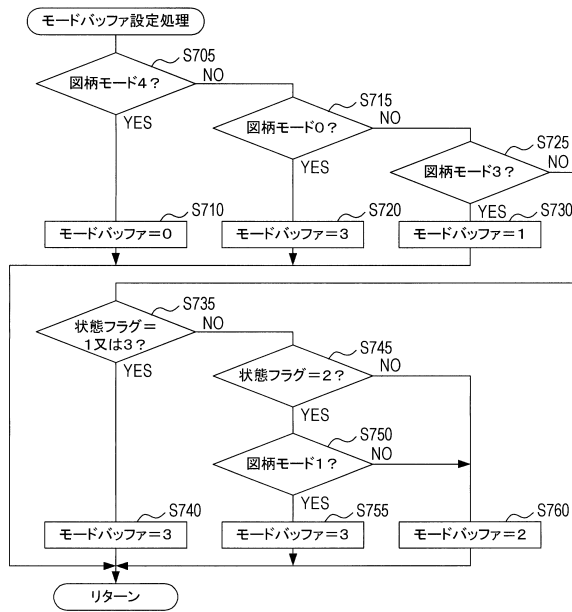 モードバッファ設定処理
S705
図柄モード4?
NO
YES
S715
図柄モード0?
NO
YES
S725
図柄モード3?
NO
YES
S710
モードバッファ=0
S720
モードバッファ=3
S730
モードバッファ=1
S735
状態フラグ=
1又は3?
NO
YES
S745
状態フラグ=2?
NO
YES
S750
図柄モード1?
NO
YES
S740
モードバッファ=3
S755
モードバッファ=3
S760
モードバッファ=2
リターン